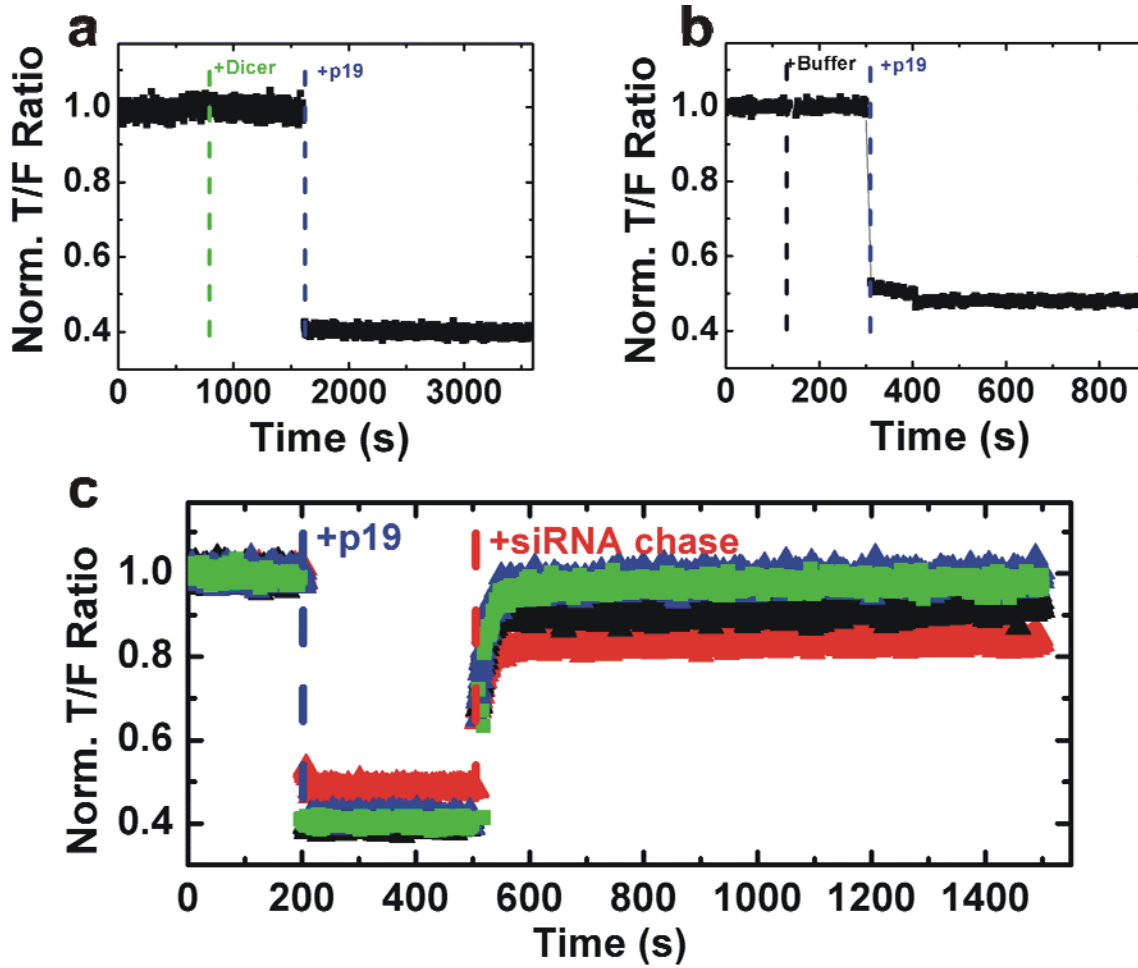 a
+Dicer
+p19
1.0
0.8
0.6
0.4
Norm. T/F Ratio
0 1000 2000 3000
Time (s)
b
+Buffer
+p19
1.0
0.8
0.6
0.4
Norm. T/F Ratio
0 200 400 600 800
Time (s)
c
+p19
+siRNA chase
1.0
0.8
0.6
0.4
Norm. T/F Ratio
0 200 400 600 800 1000 1200 1400
Time (s)